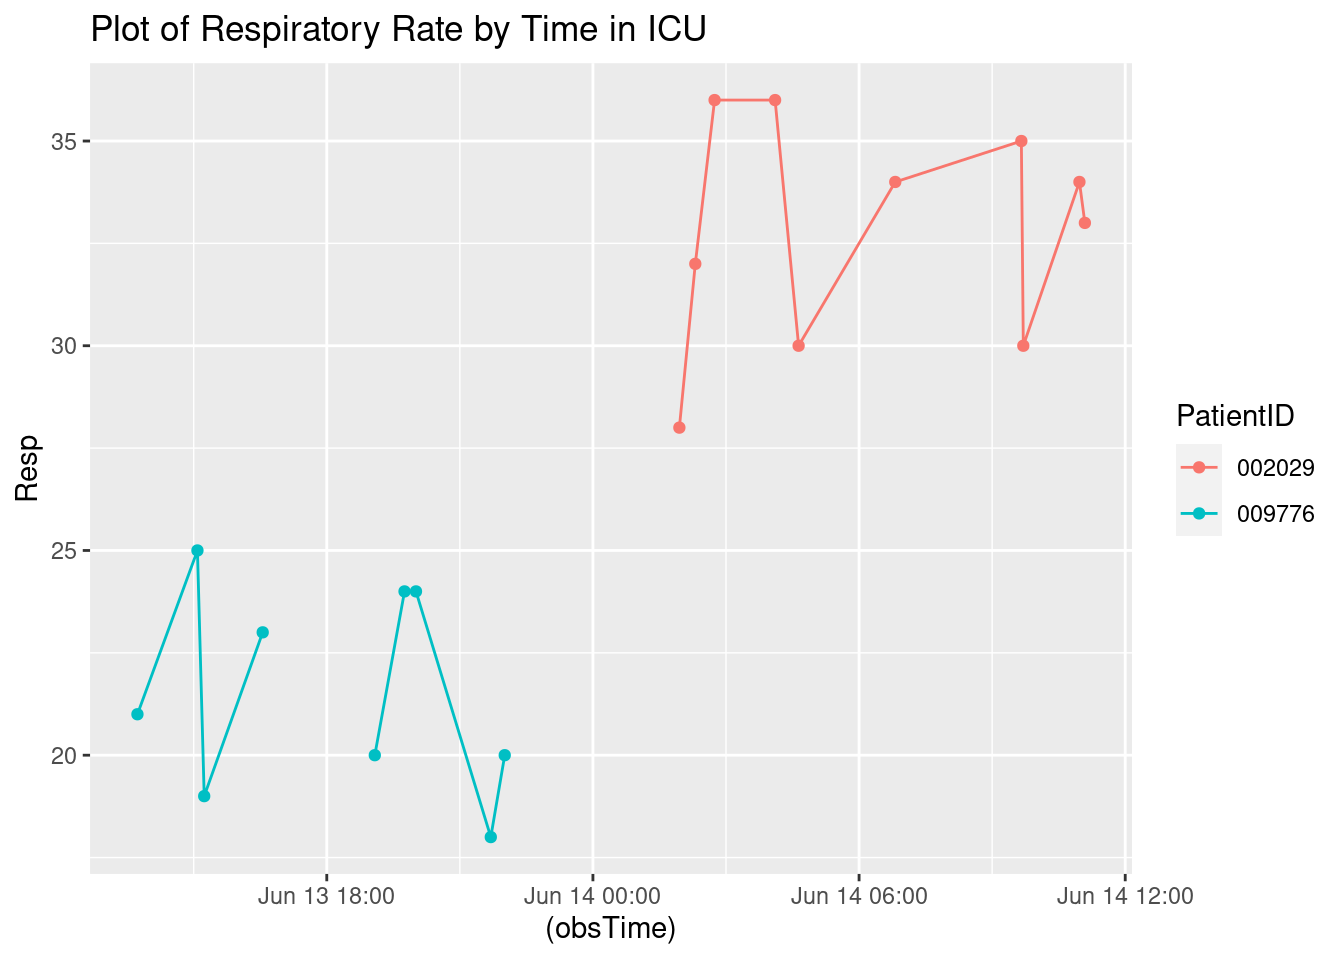 Plot of Respiratory Rate by Time in ICU
35
30
25
20
Resp
Jun 13 18:00
Jun 14 00:00
Jun 14 06:00
Jun 14 12:00
(obsTime)
PatientID
002029
009776